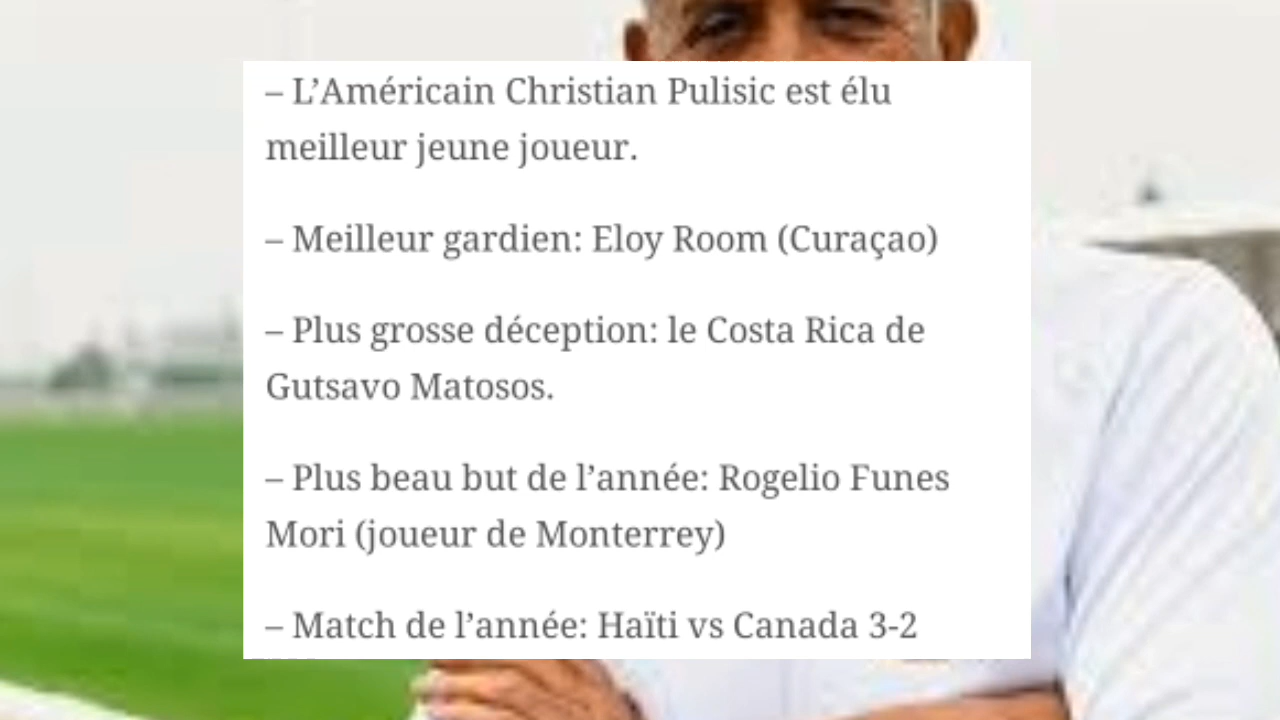 – L’Américain Christian Pulisic est élu
meilleur jeune joueur.
– Meilleur gardien: Eloy Room (Curaçao)
– Plus grosse déception: le Costa Rica de
Gutsavo Matosos.
– Plus beau but de l’année: Rogelio Funes
Mori (joueur de Monterrey)
– Match de l’année: Haïti vs Canada 3-2